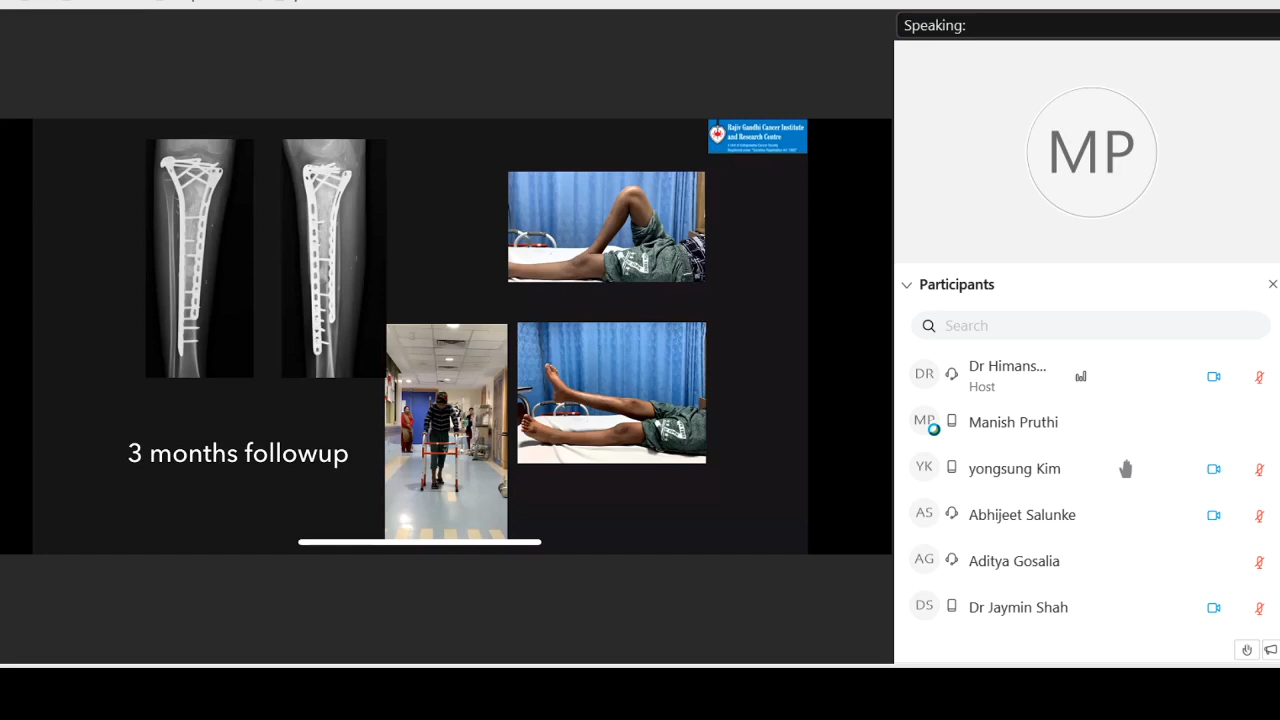 Speaking:
Rajiv Gandhi Cancer Institute
and Research Centre
MP
Participants
Search
DR
Dr Himans...
Host
MP
Manish Pruthi
YK
yongsung Kim
AS
Abhijeet Salunke
AG
Aditya Gosalia
DS
Dr Jaymin Shah
3 months followup